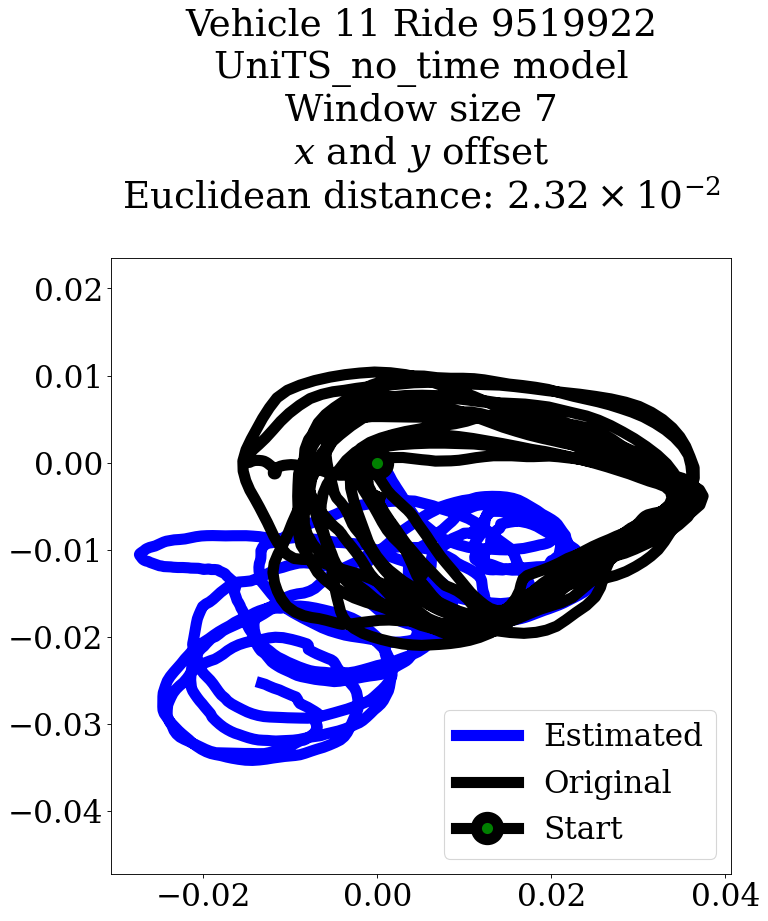 Vehicle 11 Ride 9519922
UniTS_no_time model
Window size 7
x and y offset
Euclidean distance: 2.32 × 10⁻²
0.02
0.01
0.00
−0.01
−0.02
−0.03
−0.04
Estimated
Original
Start
−0.02 0.00 0.02 0.04